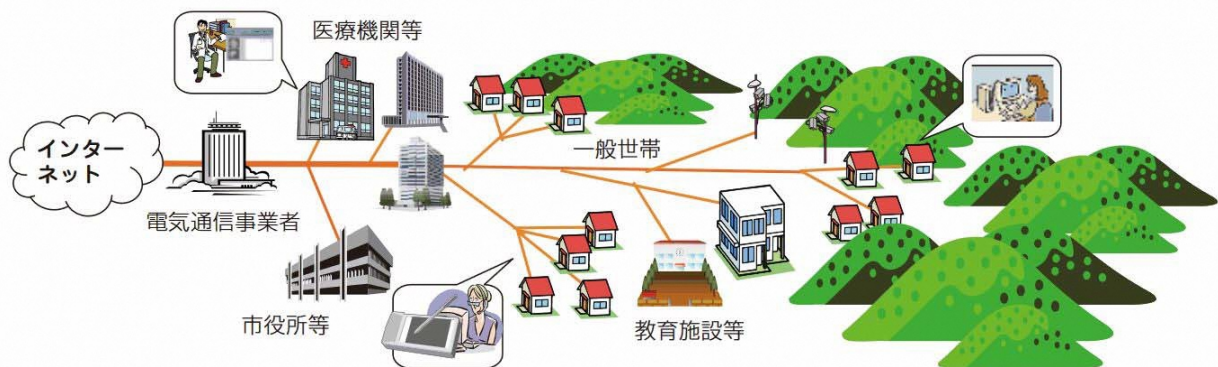 医療機関等
インター
ネット
一般世帯
電気通信事業者
市役所等
教育施設等